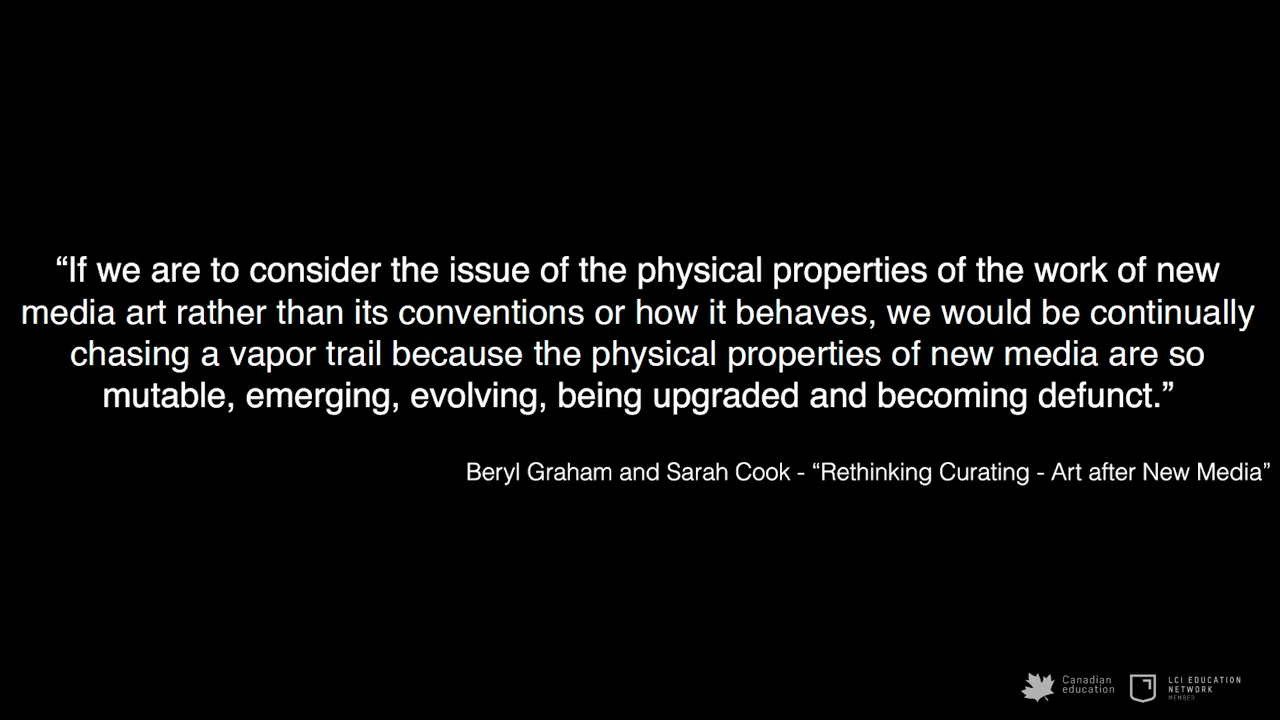 “If we are to consider the issue of the physical properties of the work of new
media art rather than its conventions or how it behaves, we would be continually
chasing a vapor trail because the physical properties of new media are so
mutable, emerging, evolving, being upgraded and becoming defunct.”
Beryl Graham and Sarah Cook - “Rethinking Curating - Art after New Media”
Canadian
education
LCI EDUCATION
NETWORK
MEMBER